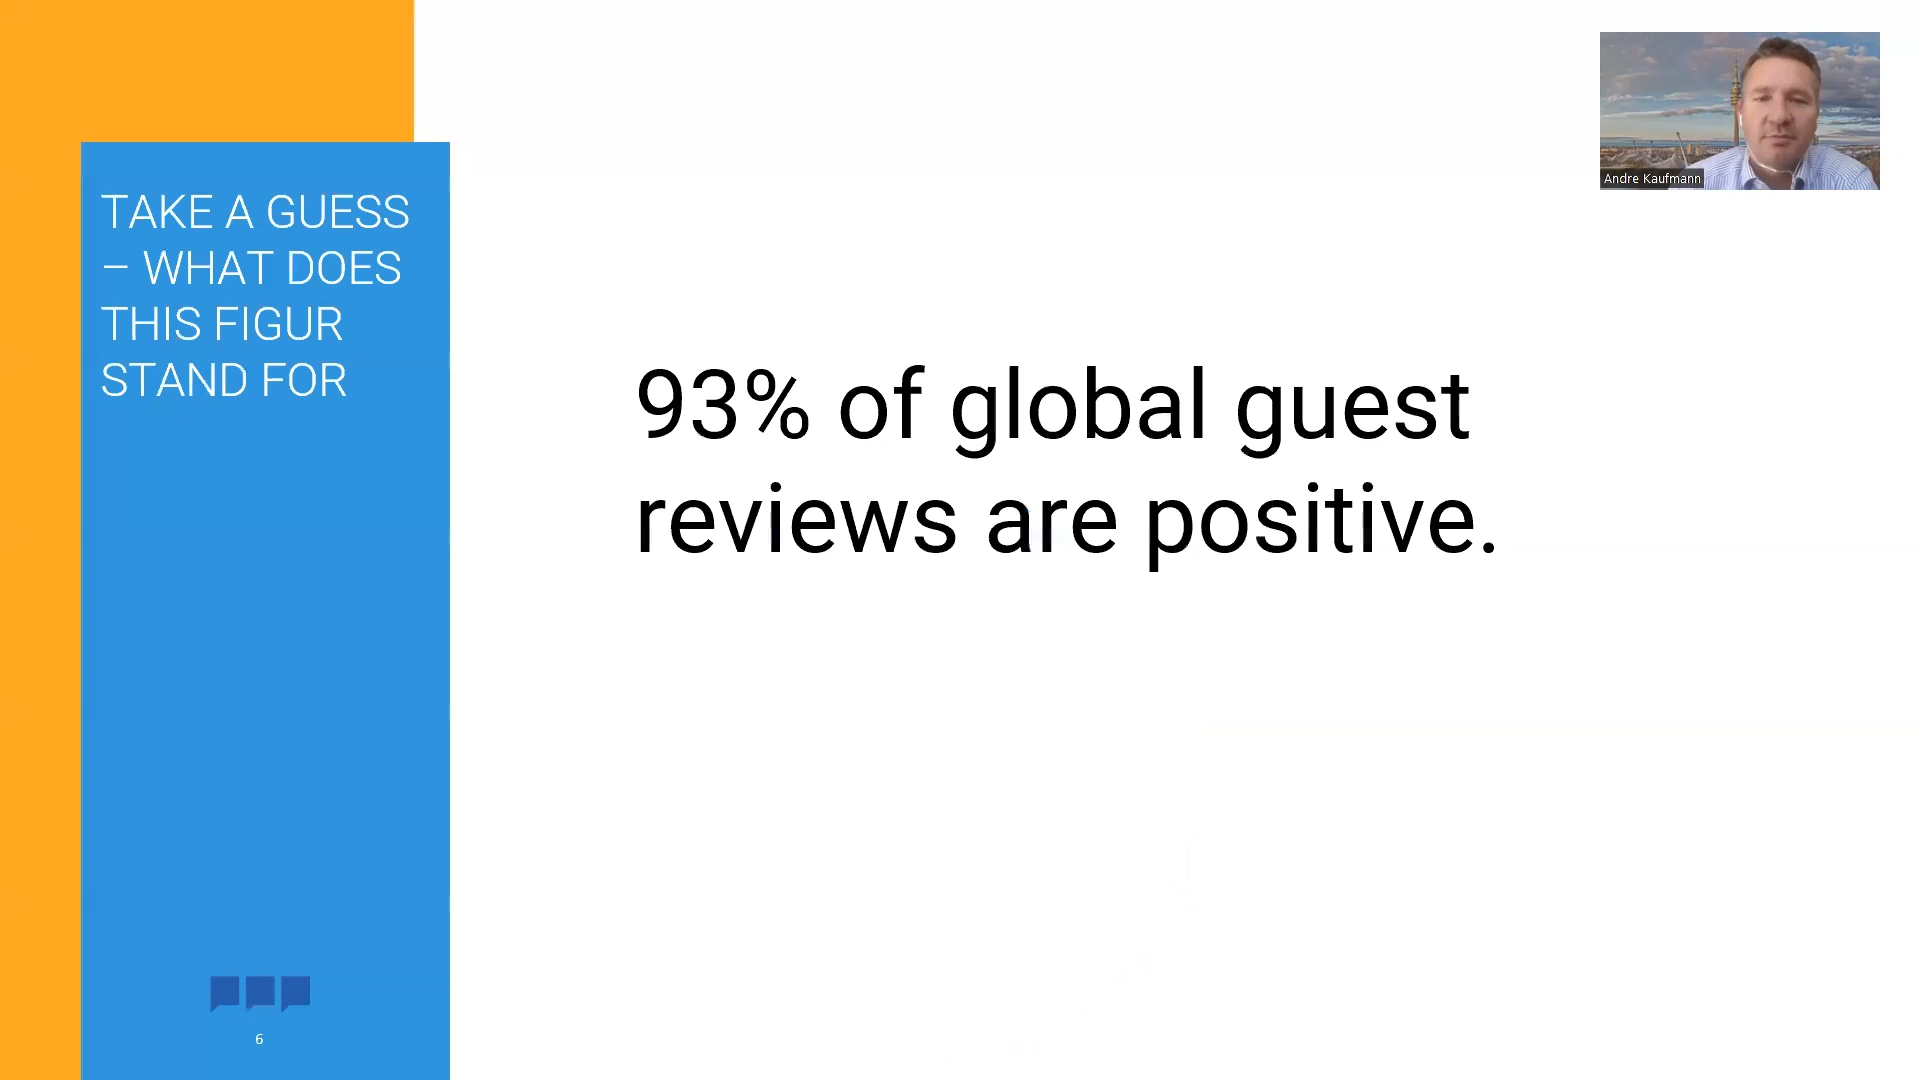 TAKE A GUESS
– WHAT DOES
THIS FIGUR
STAND FOR
93% of global guest
reviews are positive.
Andre Kaufmann
6